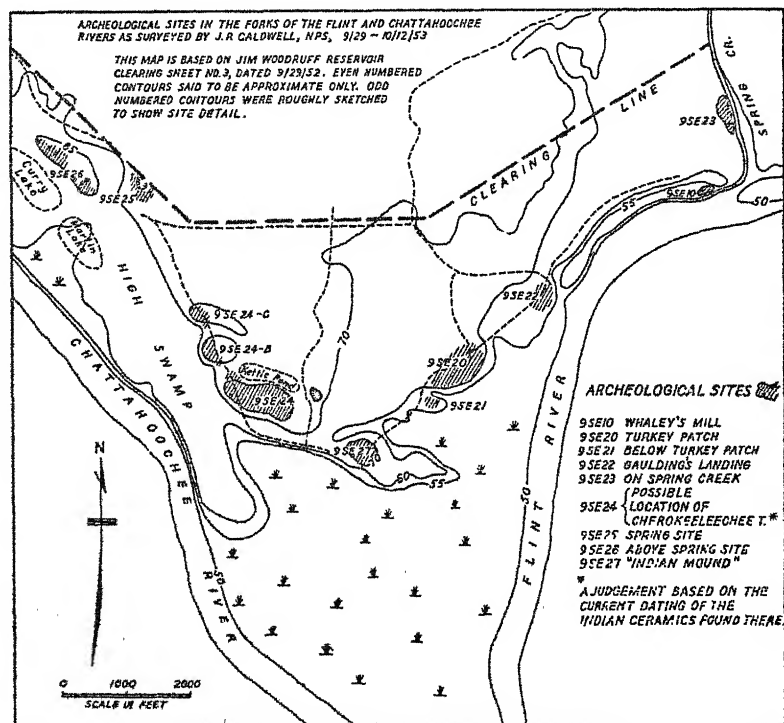 ARCHEOLOGICAL SITES IN THE FORKS OF THE FLINT AND CHATTAHOOCHEE
RIVERS AS SURVEYED BY J.R. CALDWELL, NPS, 9/29 - 10/12/53
THIS MAP IS BASED ON JIM WOODRUFF RESERVOIR
CLEARING SHEET NO.3, DATED 9/29/52. EVEN NUMBERED
CONTOURS SAID TO BE APPROXIMATE ONLY. ODD
NUMBERED CONTOURS WERE ROUGHLY SKETCHED
TO SHOW SITE DETAIL.
SPRING CR.
9SE23
CLEARING LINE
85
9SE26
Curry
Lake
9SE25
9SE10
55
50
HIGH SWAMP
9SE22
9SE24-C
9SE24-B
70
9SE20
Kettle Pond
9SE24
9SE21
9SE27
60
55
CHATTAHOOCHEE RIVER
50
FLINT RIVER
50
N
0 1000 2000
SCALE IN FEET
ARCHEOLOGICAL SITES
9SE10 WHALEY'S MILL
9SE20 TURKEY PATCH
9SE21 BELOW TURKEY PATCH
9SE22 GAULDING'S LANDING
9SE23 ON SPRING CREEK
POSSIBLE
9SE24 LOCATION OF
CHEROKEELEECHEE T.*
9SE25 SPRING SITE
9SE26 ABOVE SPRING SITE
9SE27 "INDIAN MOUND"
*
A JUDGEMENT BASED ON THE
CURRENT DATING OF THE
INDIAN CERAMICS FOUND THERE.